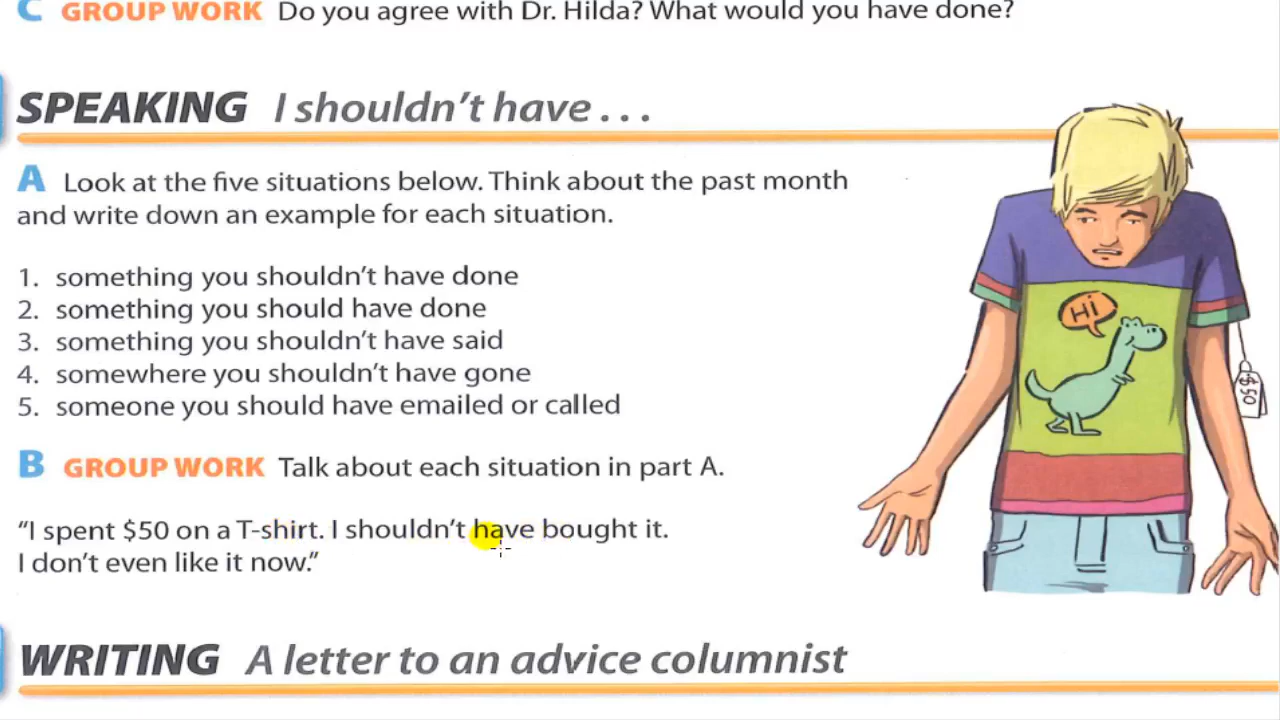 C GROUP WORK Do you agree with Dr. Hilda? What would you have done?
SPEAKING I shouldn't have . . .
A Look at the five situations below. Think about the past month
and write down an example for each situation.
1. something you shouldn't have done
2. something you should have done
3. something you shouldn't have said
4. somewhere you shouldn't have gone
5. someone you should have emailed or called
Hi
$50
B GROUP WORK Talk about each situation in part A.
"I spent $50 on a T-shirt. I shouldn't have bought it.
I don't even like it now."
WRITING A letter to an advice columnist